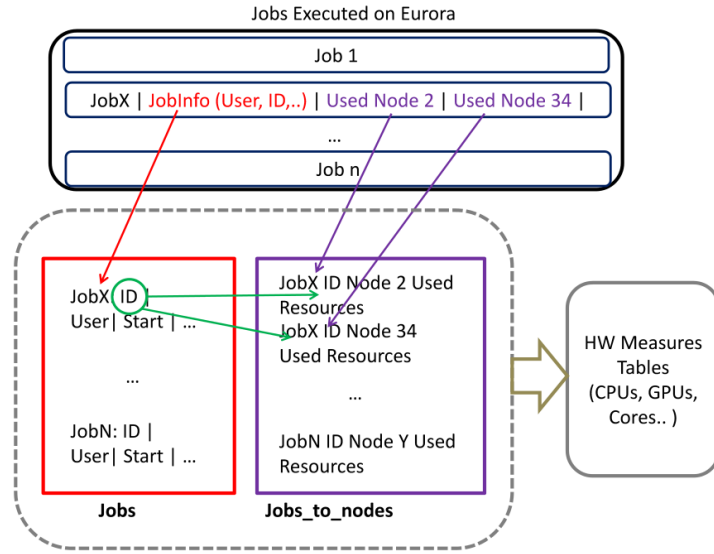 Jobs Executed on Eurora
Job 1
JobX | JobInfo (User, ID,..) | Used Node 2 | Used Node 34 |
...
Job n
JobX ID |
User| Start | ...
...
JobN: ID |
User| Start | ...
Jobs
JobX ID Node 2 Used
Resources
JobX ID Node 34
Used Resources
...
JobN ID Node Y Used
Resources
Jobs_to_nodes
HW Measures
Tables
(CPUs, GPUs,
Cores.. )